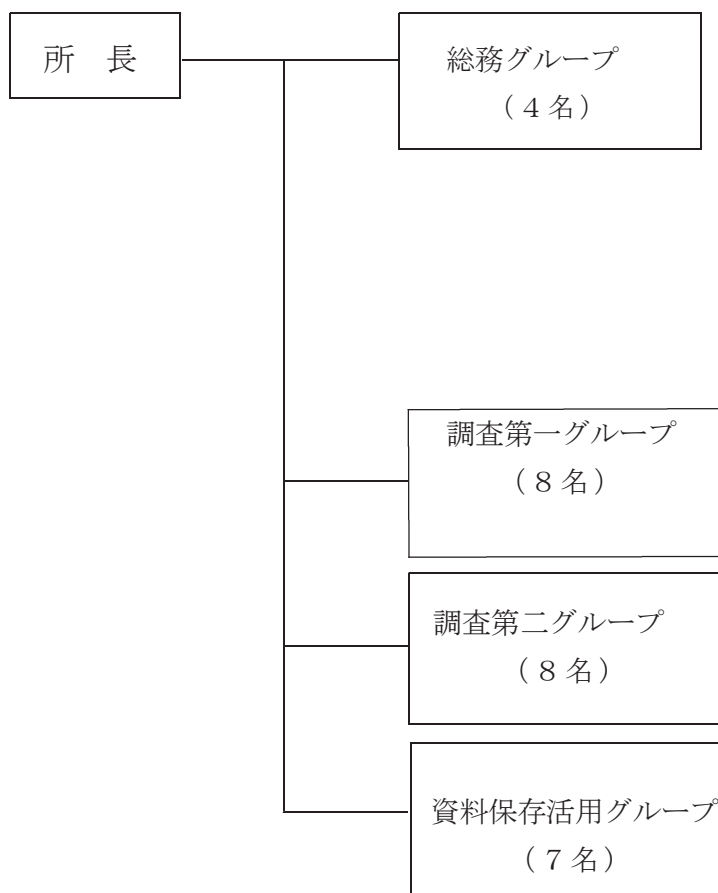 所　長
総務グループ
（４名）
調査第一グループ
（８名）
調査第二グループ
（８名）
資料保存活用グループ
（７名）